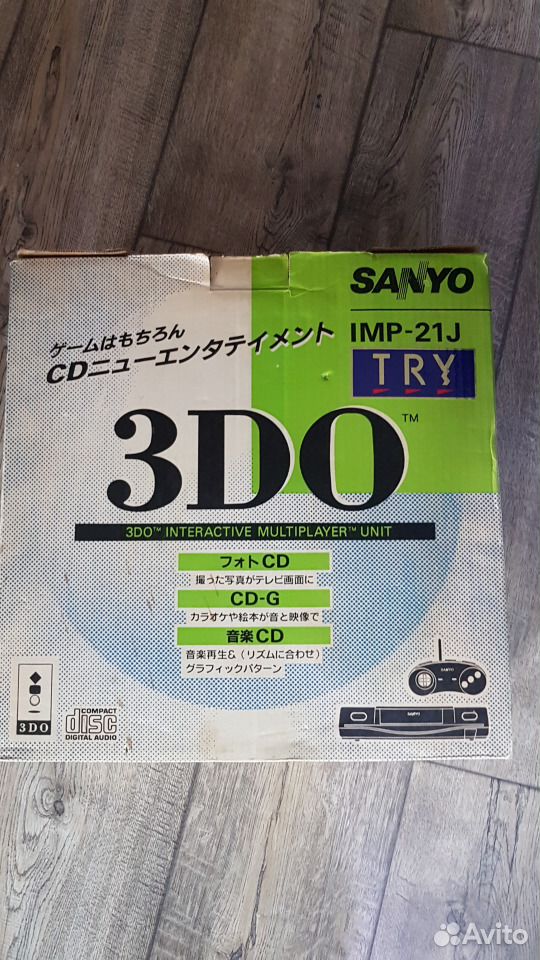 SANYO
IMP-21J
TRY
ゲームはもちろん
CDニューエンタテイメント
3DO™
3DO™ INTERACTIVE MULTIPLAYER™ UNIT
フォトCD
撮った写真がテレビ画面に
CD-G
カラオケや絵本が音と映像で
音楽CD
音楽再生&(リズムに合わせ)
グラフィックパターン
3DO
COMPACT
disc
DIGITAL AUDIO
SANYO
SANYO
Avito